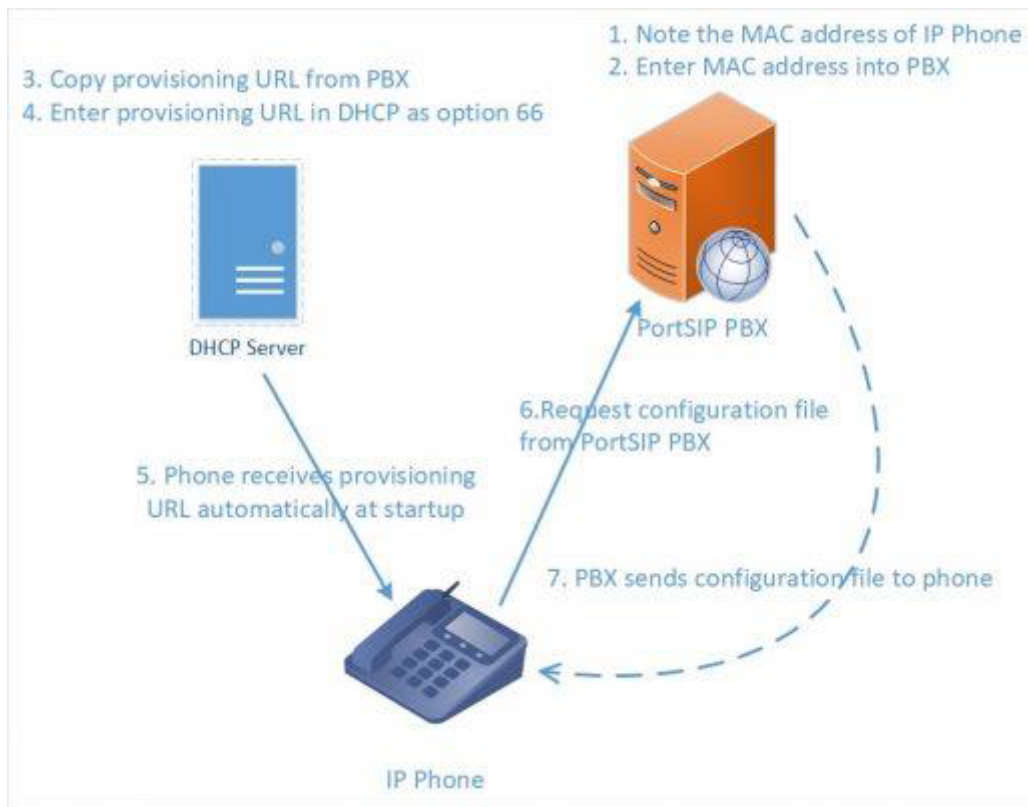 1. Note the MAC address of IP Phone
2. Enter MAC address into PBX
3. Copy provisioning URL from PBX
4. Enter provisioning URL in DHCP as option 66
DHCP Server
PortSIP PBX
6.Request configuration file
from PortSIP PBX
5. Phone receives provisioning
URL automatically at startup
7. PBX sends configuration file to phone
IP Phone